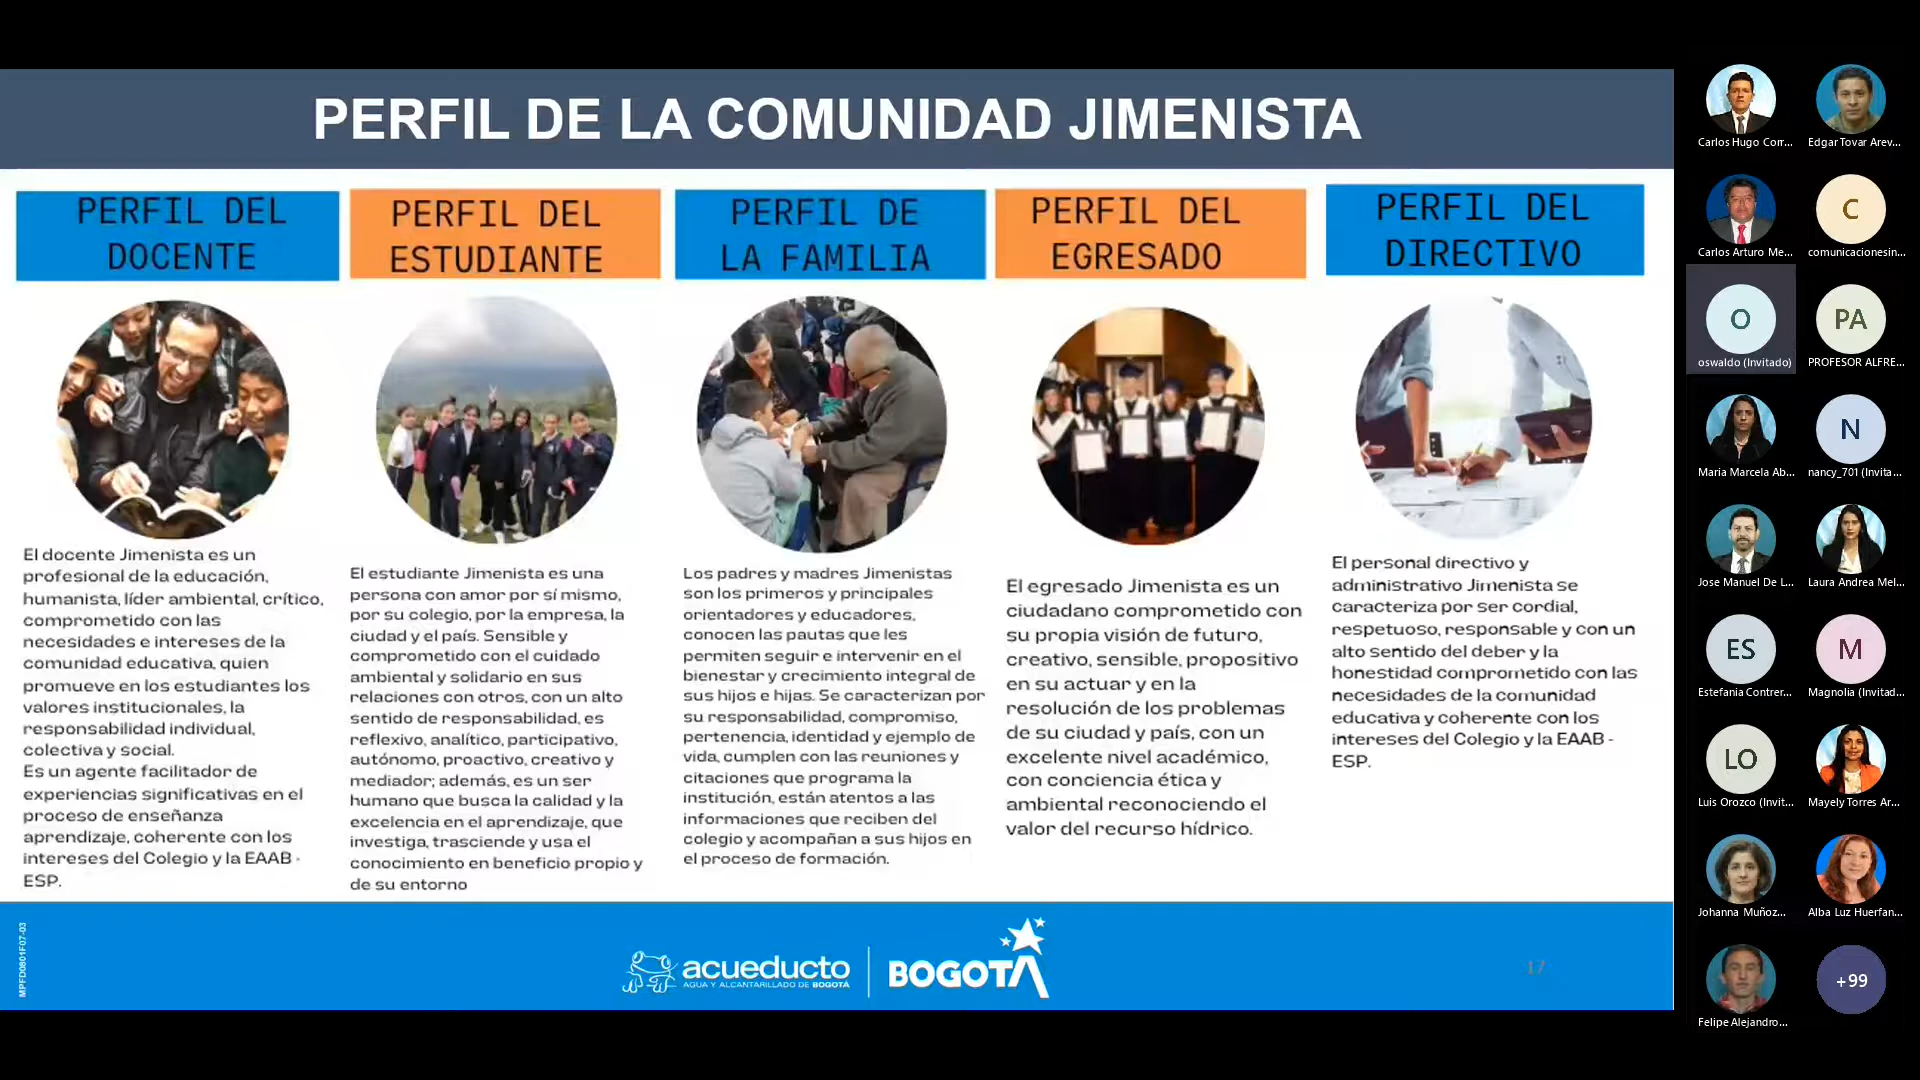 PERFIL DE LA COMUNIDAD JIMENISTA
PERFIL DEL
DOCENTE
El docente Jimenista es un
profesional de la educación,
humanista, líder ambiental, crítico,
comprometido con las
necesidades e intereses de la
comunidad educativa, quien
promueve en los estudiantes los
valores institucionales, la
responsabilidad individual,
colectiva y social.
Es un agente facilitador de
experiencias significativas en el
proceso de enseñanza
aprendizaje, coherente con los
intereses del Colegio y la EAAB -
ESP.
PERFIL DEL
ESTUDIANTE
El estudiante Jimenista es una
persona con amor por sí mismo,
por su colegio, por la empresa, la
ciudad y el país. Sensible y
comprometido con el cuidado
ambiental y solidario en sus
relaciones con otros, con un alto
sentido de responsabilidad, es
reflexivo, analítico, participativo,
autónomo, proactivo, creativo y
mediador; además, es un ser
humano que busca la calidad y la
excelencia en el aprendizaje, que
investiga, trasciende y usa el
conocimiento en beneficio propio y
de su entorno
PERFIL DE
LA FAMILIA
Los padres y madres Jimenistas
son los primeros y principales
orientadores y educadores,
conocen las pautas que les
permiten seguir e intervenir en el
bienestar y crecimiento integral de
sus hijos e hijas. Se caracterizan por
su responsabilidad, compromiso,
pertenencia, identidad y ejemplo de
vida, cumplen con las reuniones y
citaciones que programa la
institución, están atentos a las
informaciones que reciben del
colegio y acompañan a sus hijos en
el proceso de formación.
PERFIL DEL
EGRESADO
El egresado Jimenista es un
ciudadano comprometido con
su propia visión de futuro,
creativo, sensible, propositivo
en su actuar y en la
resolución de los problemas
de su ciudad y país, con un
excelente nivel académico,
con conciencia ética y
ambiental reconociendo el
valor del recurso hídrico.
PERFIL DEL
DIRECTIVO
El personal directivo y
administrativo Jimenista se
caracteriza por ser cordial,
respetuoso, responsable y con un
alto sentido del deber y la
honestidad comprometido con las
necesidades de la comunidad
educativa y coherente con los
intereses del Colegio y la EAAB -
ESP.
MPFD0801F07-03
acueducto
AGUA Y ALCANTARILLADO DE BOGOTÁ
BOGOTÁ
17
Carlos Hugo Corr...
Edgar Tovar Arev...
Carlos Arturo Me...
C
comunicacionesin...
O
oswaldo (Invitado)
PA
PROFESOR ALFRE...
Maria Marcela Ab...
N
nancy_701 (Invita...
Jose Manuel De L...
Laura Andrea Mel...
ES
Estefania Contrer...
M
Magnolia (Invitad...
LO
Luis Orozco (Invit...
Mayely Torres Ar...
Johanna Muñoz...
Alba Luz Huerfan...
Felipe Alejandro...
+99